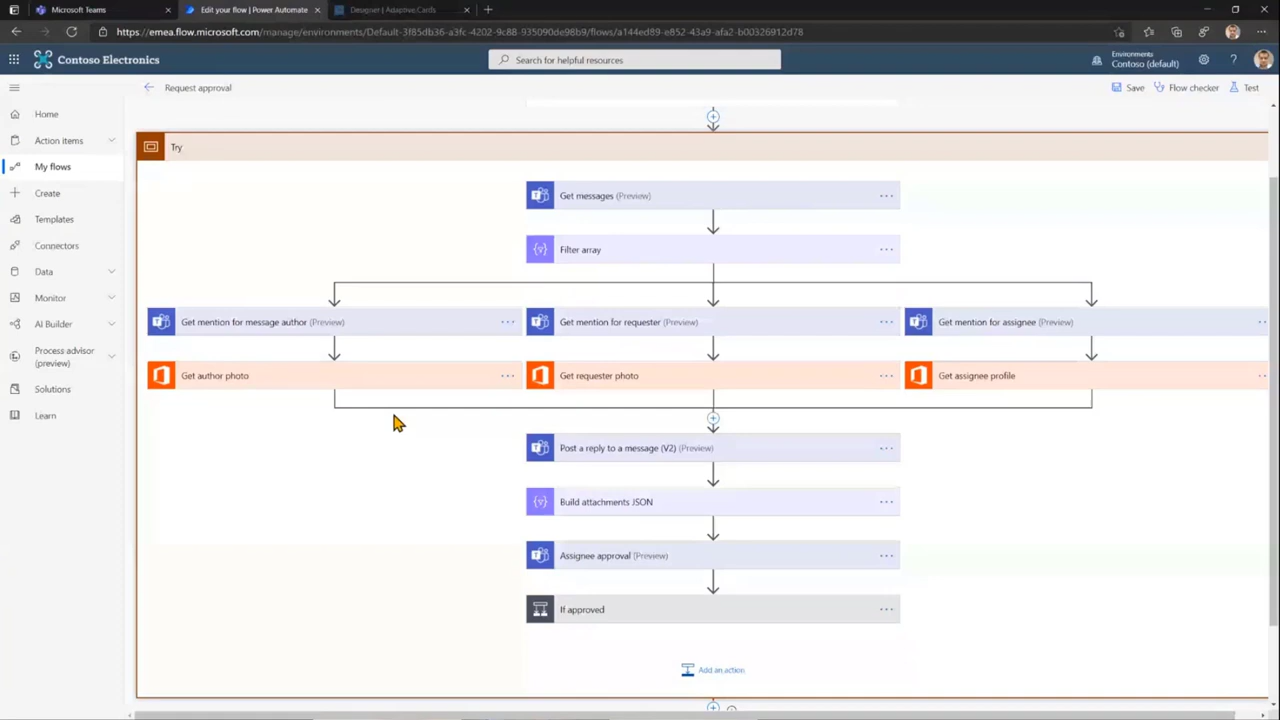 Microsoft Teams
Edit your flow | Power Automate
Designer | Adaptive Cards
https://emea.flow.microsoft.com/manage/environments/Default-3f85db36-a3fc-4202-9c88-935090de98b9/flows/a144ed89-e852-43a9-afa2-b00326912d78
Contoso Electronics
Search for helpful resources
Environments
Contoso (default)
Request approval
Save
Flow checker
Test
Home
Action items
My flows
Create
Templates
Connectors
Data
Monitor
AI Builder
Process advisor
(preview)
Solutions
Learn
Try
Get messages (Preview)
Filter array
Get mention for message author (Preview)
Get mention for requester (Preview)
Get mention for assignee (Preview)
Get author photo
Get requester photo
Get assignee profile
Post a reply to a message (V2) (Preview)
Build attachments JSON
Assignee approval (Preview)
If approved
Add an action